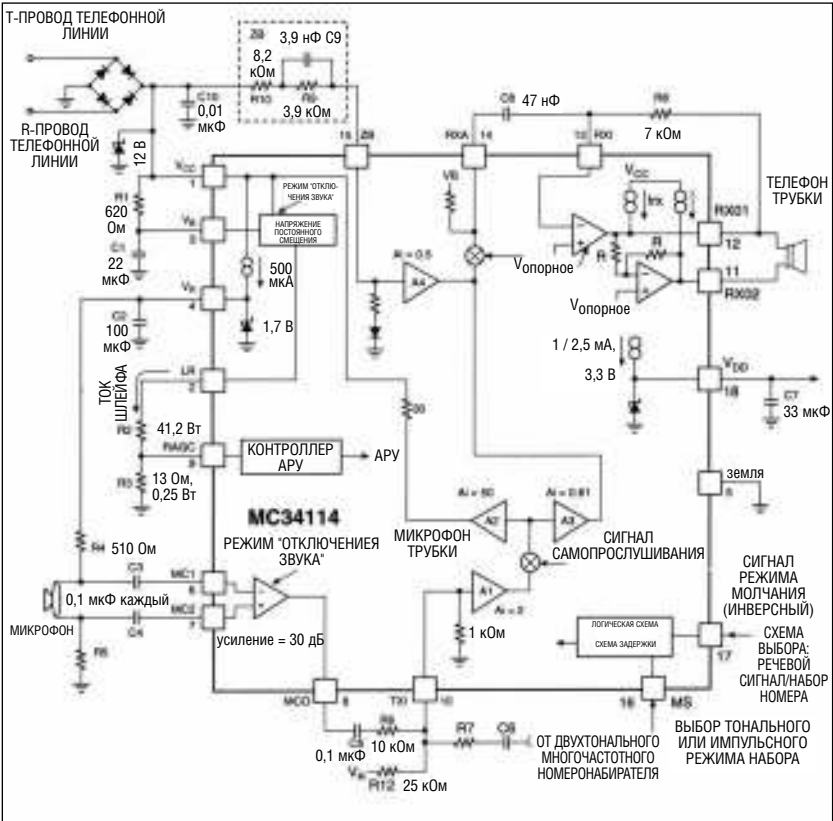 Т-ПРОВОД ТЕЛЕФОННОЙ
ЛИНИИ
R-ПРОВОД
ТЕЛЕФОННОЙ
ЛИНИИ
ZB
3,9 нФ C9
8,2
кОм
R10
R9
3,9 кОм
C10
0,01
мкФ
12 В
C8 47 нФ
R8
7 кОм
15 ZB
RXA 14
13 RXI
VCC
1
R1
620
Ом
C1
22
мкФ
РЕЖИМ "ОТКЛЮ-
ЧЕНИЯ ЗВУКА"
НАПРЯЖЕНИЕ
ПОСТОЯННОГО
СМЕЩЕНИЯ
500
мкА
1,7 В
4
C2
100
мкФ
VB
Ai = 0.5
A4
Vопорное
VCC
R
R
Vопорное
ТЕЛЕФОН
ТРУБКИ
RXO1
12
11
RXO2
1 / 2,5 мА,
3,3 В
VDD
18
C7
33 мкФ
LR
2
ТОК
ШЛЕЙФА
R2
41,2 Вт
RAGC
КОНТРОЛЛЕР
АРУ
АРУ
R3
13 Ом,
0,25 Вт
земля
MC34114
Ai = 50
A2
Ai = 0.81
A3
МИКРОФОН
ТРУБКИ
СИГНАЛ
САМОПРОСЛУШИВАНИЯ
РЕЖИМ "ОТКЛЮЧЕНИЕЯ
ЗВУКА"
R4 510 Ом
C3
MC1
6
0,1 мкФ каждый
MC2
7
C4
МИКРОФОН
R5
усиление = 30 дБ
A1
Ai = 2
1 кОм
ЛОГИЧЕСКАЯ СХЕМА
СХЕМА ЗАДЕРЖКИ
СИГНАЛ
РЕЖИМА
МОЛЧАНИЯ
(ИНВЕРСНЫЙ)
17
СХЕМА
ВЫБОРА:
РЕЧЕВОЙ
СИГНАЛ/НАБОР
НОМЕРА
MCO 8
TXI 10
16 MS
0,1 мкФ
R6
10 кОм
R7
C6
R12 25 кОм
ОТ ДВУХТОНАЛЬНОГО
МНОГОЧАСТОТНОГО
НОМЕРОНАБИРАТЕЛЯ
ВЫБОР ТОНАЛЬНОГО
ИЛИ ИМПУЛЬСНОГО
РЕЖИМА НАБОРА